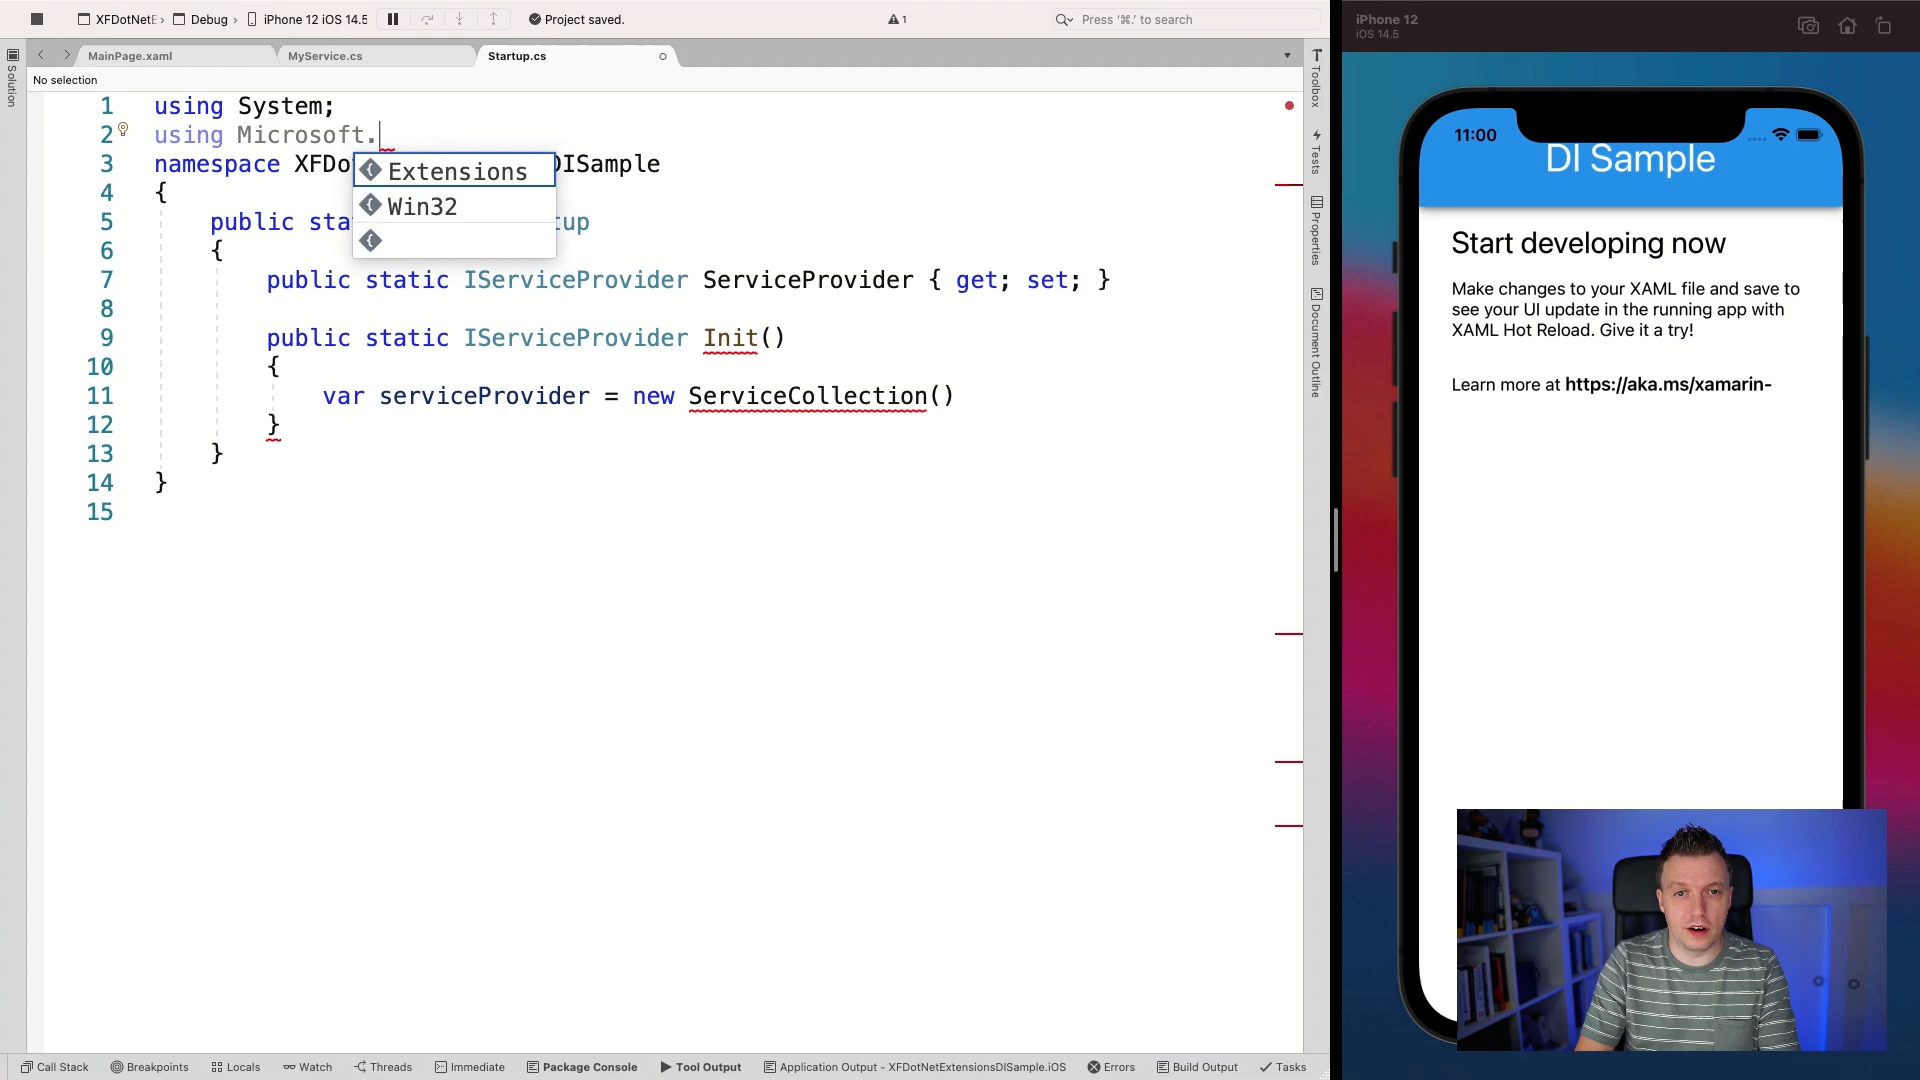 XFDotNetE › Debug › iPhone 12 iOS 14.5 Project saved. 1 Press ‘⌘.’ to search
MainPage.xaml MyService.cs Startup.cs
No selection
1 using System;
2 using Microsoft.
3 namespace XFDo DISample
4 {
5 public sta tup
6 {
7 public static IServiceProvider ServiceProvider { get; set; }
8
9 public static IServiceProvider Init()
10 {
11 var serviceProvider = new ServiceCollection()
12 }
13 }
14 }
15
Extensions
Win32
Solution
Toolbox
Tests
Properties
Document Outline
Call Stack Breakpoints Locals Watch Threads Immediate Package Console Tool Output Application Output - XFDotNetExtensionsDISample.iOS Errors Build Output Tasks
iPhone 12
iOS 14.5
11:00
DI Sample
Start developing now
Make changes to your XAML file and save to
see your UI update in the running app with
XAML Hot Reload. Give it a try!
Learn more at https://aka.ms/xamarin-